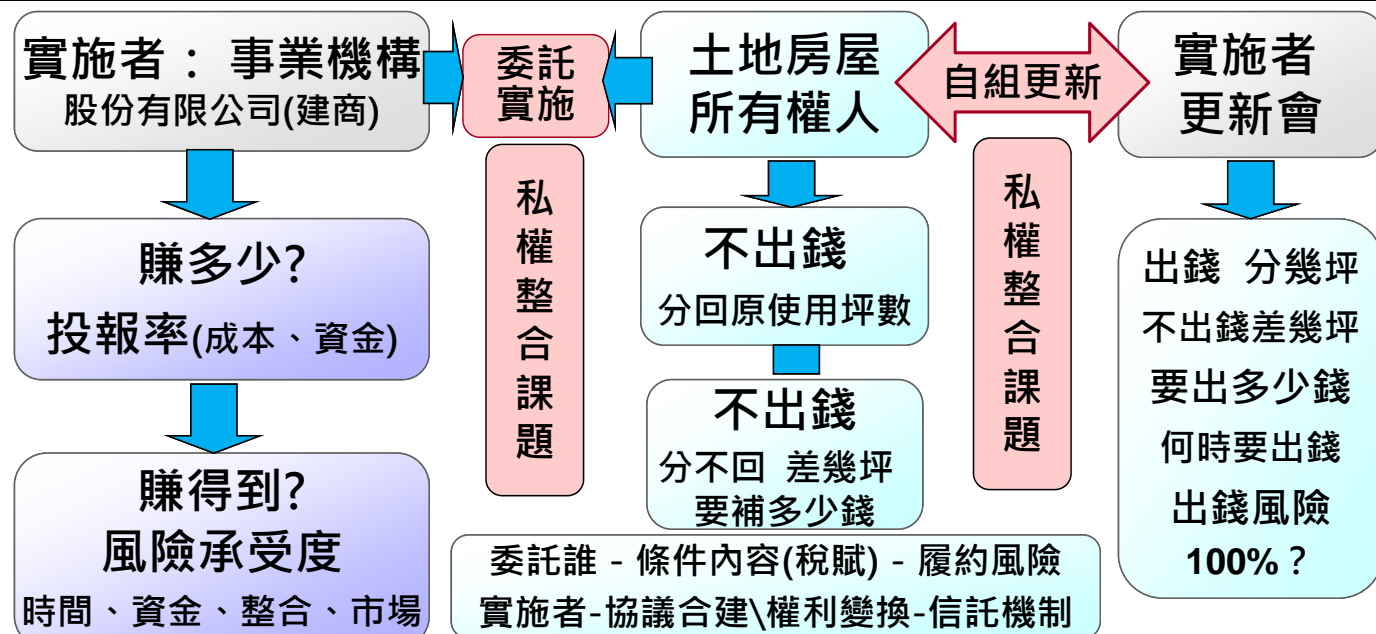 實施者： 事業機構
股份有限公司(建商)
委託
實施
土地房屋
所有權人
自組更新
實施者
更新會
賺多少?
投報率(成本、資金)
賺得到?
風險承受度
時間、資金、整合、市場
私
權
整
合
課
題
不出錢
分回原使用坪數
不出錢
分不回 差幾坪
要補多少錢
私
權
整
合
課
題
出錢 分幾坪
不出錢差幾坪
要出多少錢
何時要出錢
出錢風險
100%？
委託誰 - 條件內容(稅賦) - 履約風險
實施者-協議合建\權利變換-信託機制